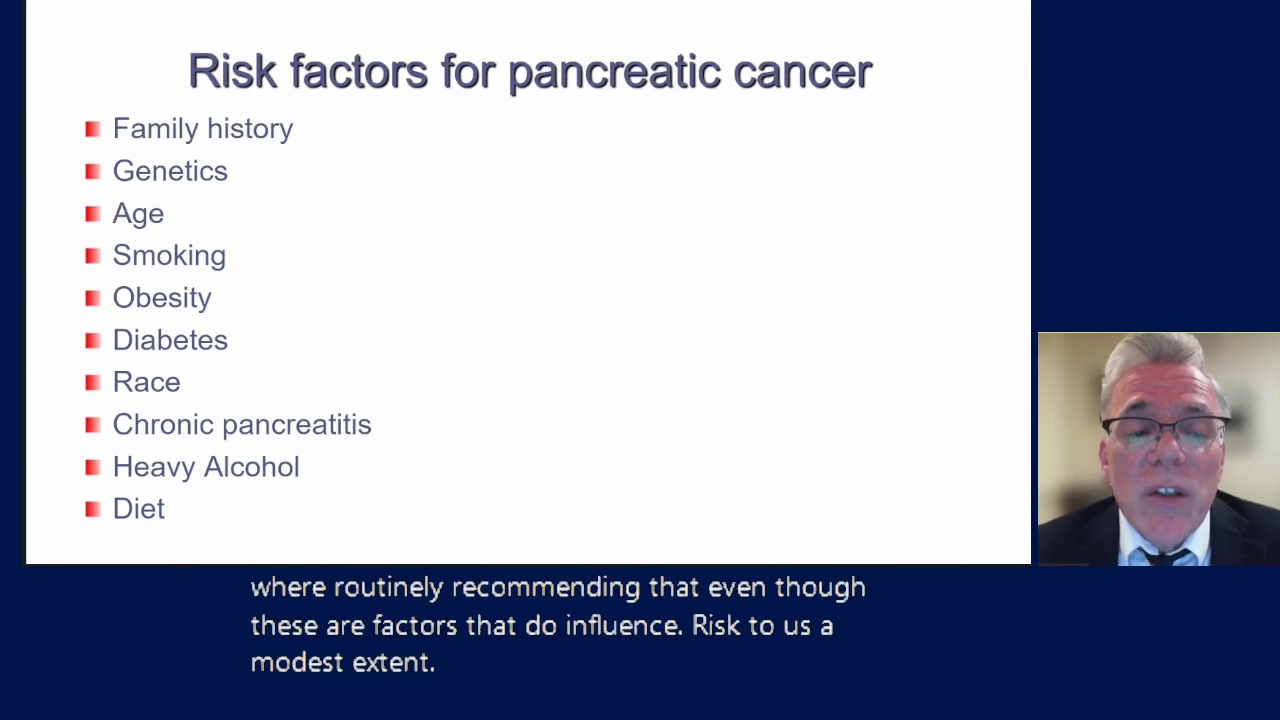 Risk factors for pancreatic cancer
Family history
Genetics
Age
Smoking
Obesity
Diabetes
Race
Chronic pancreatitis
Heavy Alcohol
Diet
where routinely recommending that even though
these are factors that do influence. Risk to us a
modest extent.